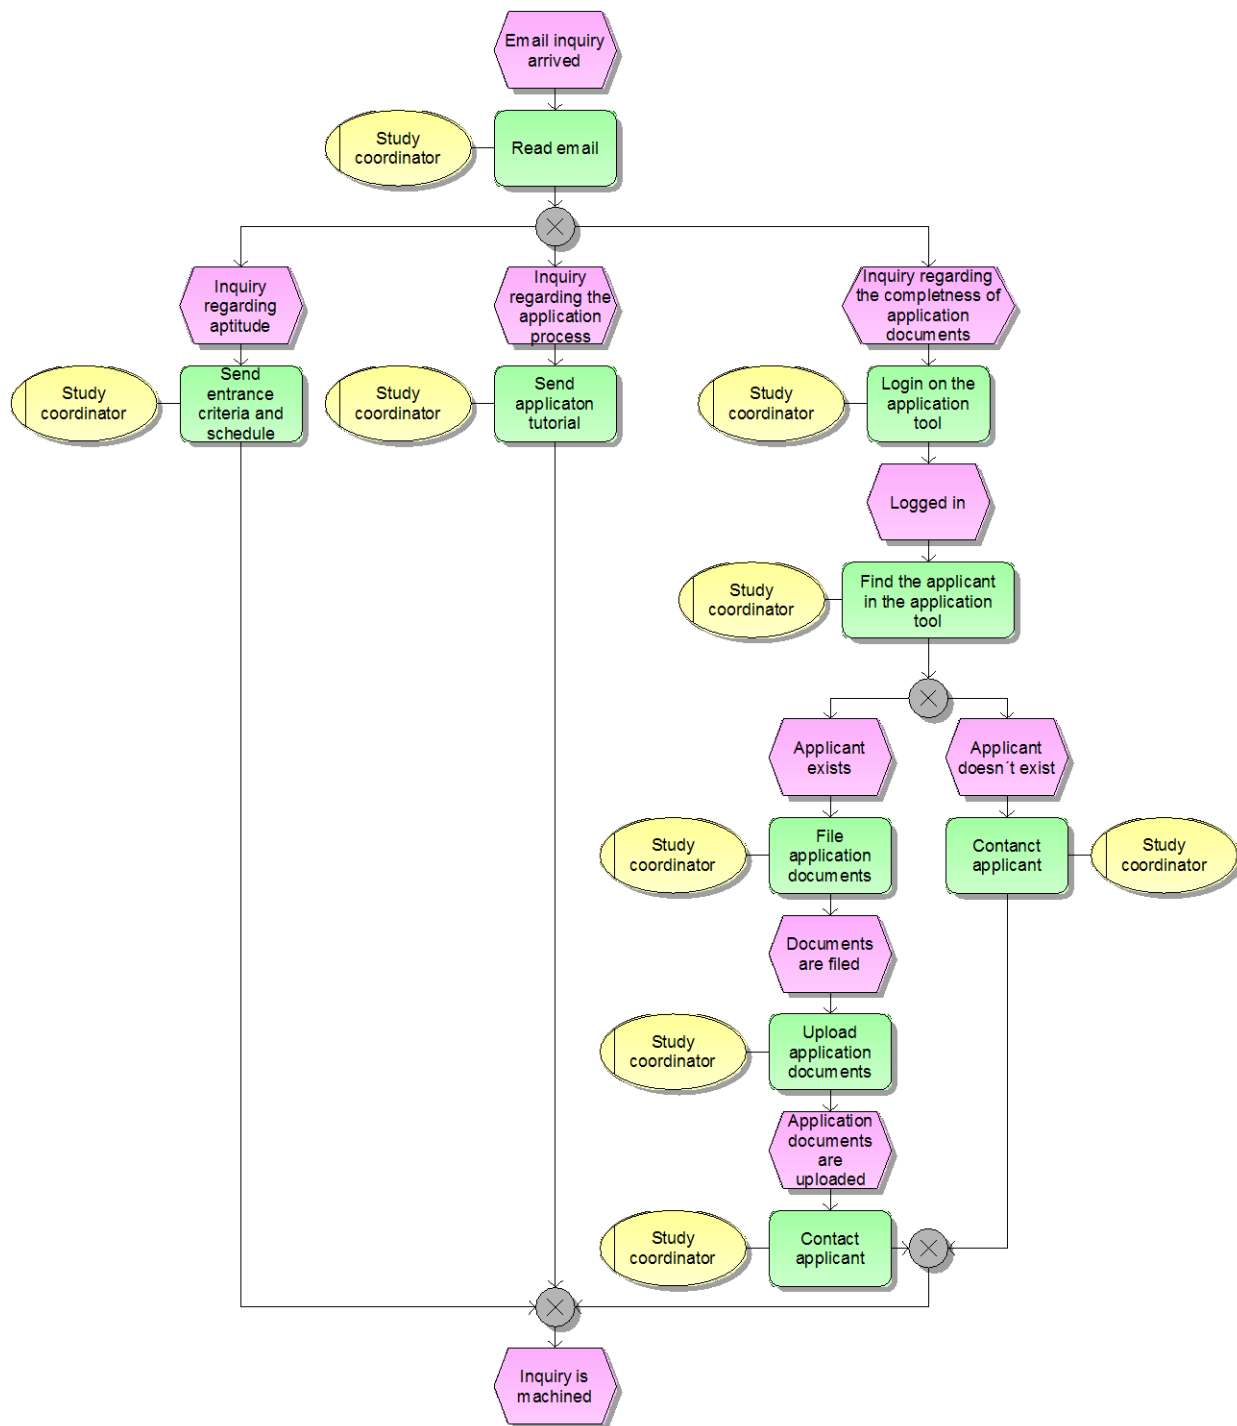 Email inquiry
arrived
Study
coordinator
Read email
Inquiry
regarding
aptitude
Inquiry
regarding the
application
process
Inquiry regarding
the completness of
application
documents
Study
coordinator
Send
entrance
criteria and
schedule
Study
coordinator
Send
applicaton
tutorial
Study
coordinator
Login on the
application
tool
Logged in
Study
coordinator
Find the applicant
in the application
tool
Applicant
exists
Applicant
doesn´t exist
Study
coordinator
File
application
documents
Contanct
applicant
Study
coordinator
Documents
are filed
Study
coordinator
Upload
application
documents
Application
documents
are
uploaded
Study
coordinator
Contact
applicant
Inquiry is
machined